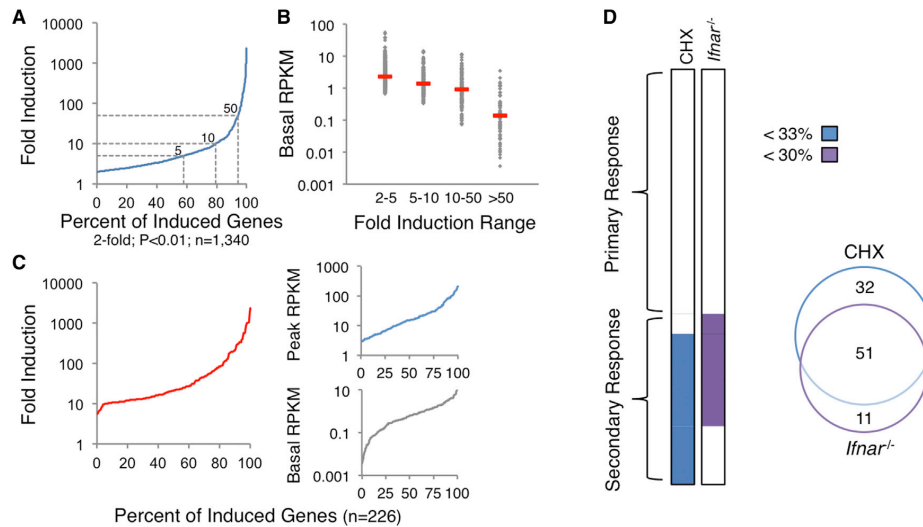 A
Fold Induction
10000
1000
100
10
1
50
10
5
0 20 40 60 80 100
Percent of Induced Genes
2-fold; P<0.01; n=1,340
B
Basal RPKM
100
10
1
0.1
0.01
0.001
2-5 5-10 10-50 >50
Fold Induction Range
C
Fold Induction
10000
1000
100
10
1
0 20 40 60 80 100
Peak RPKM
1000
100
10
1
0 25 50 75 100
Basal RPKM
10
0.1
0.001
0 25 50 75 100
Percent of Induced Genes (n=226)
D
CHX
Ifnar-/-
Primary Response
Secondary Response
< 33%
< 30%
CHX
32
51
11
Ifnar-/-